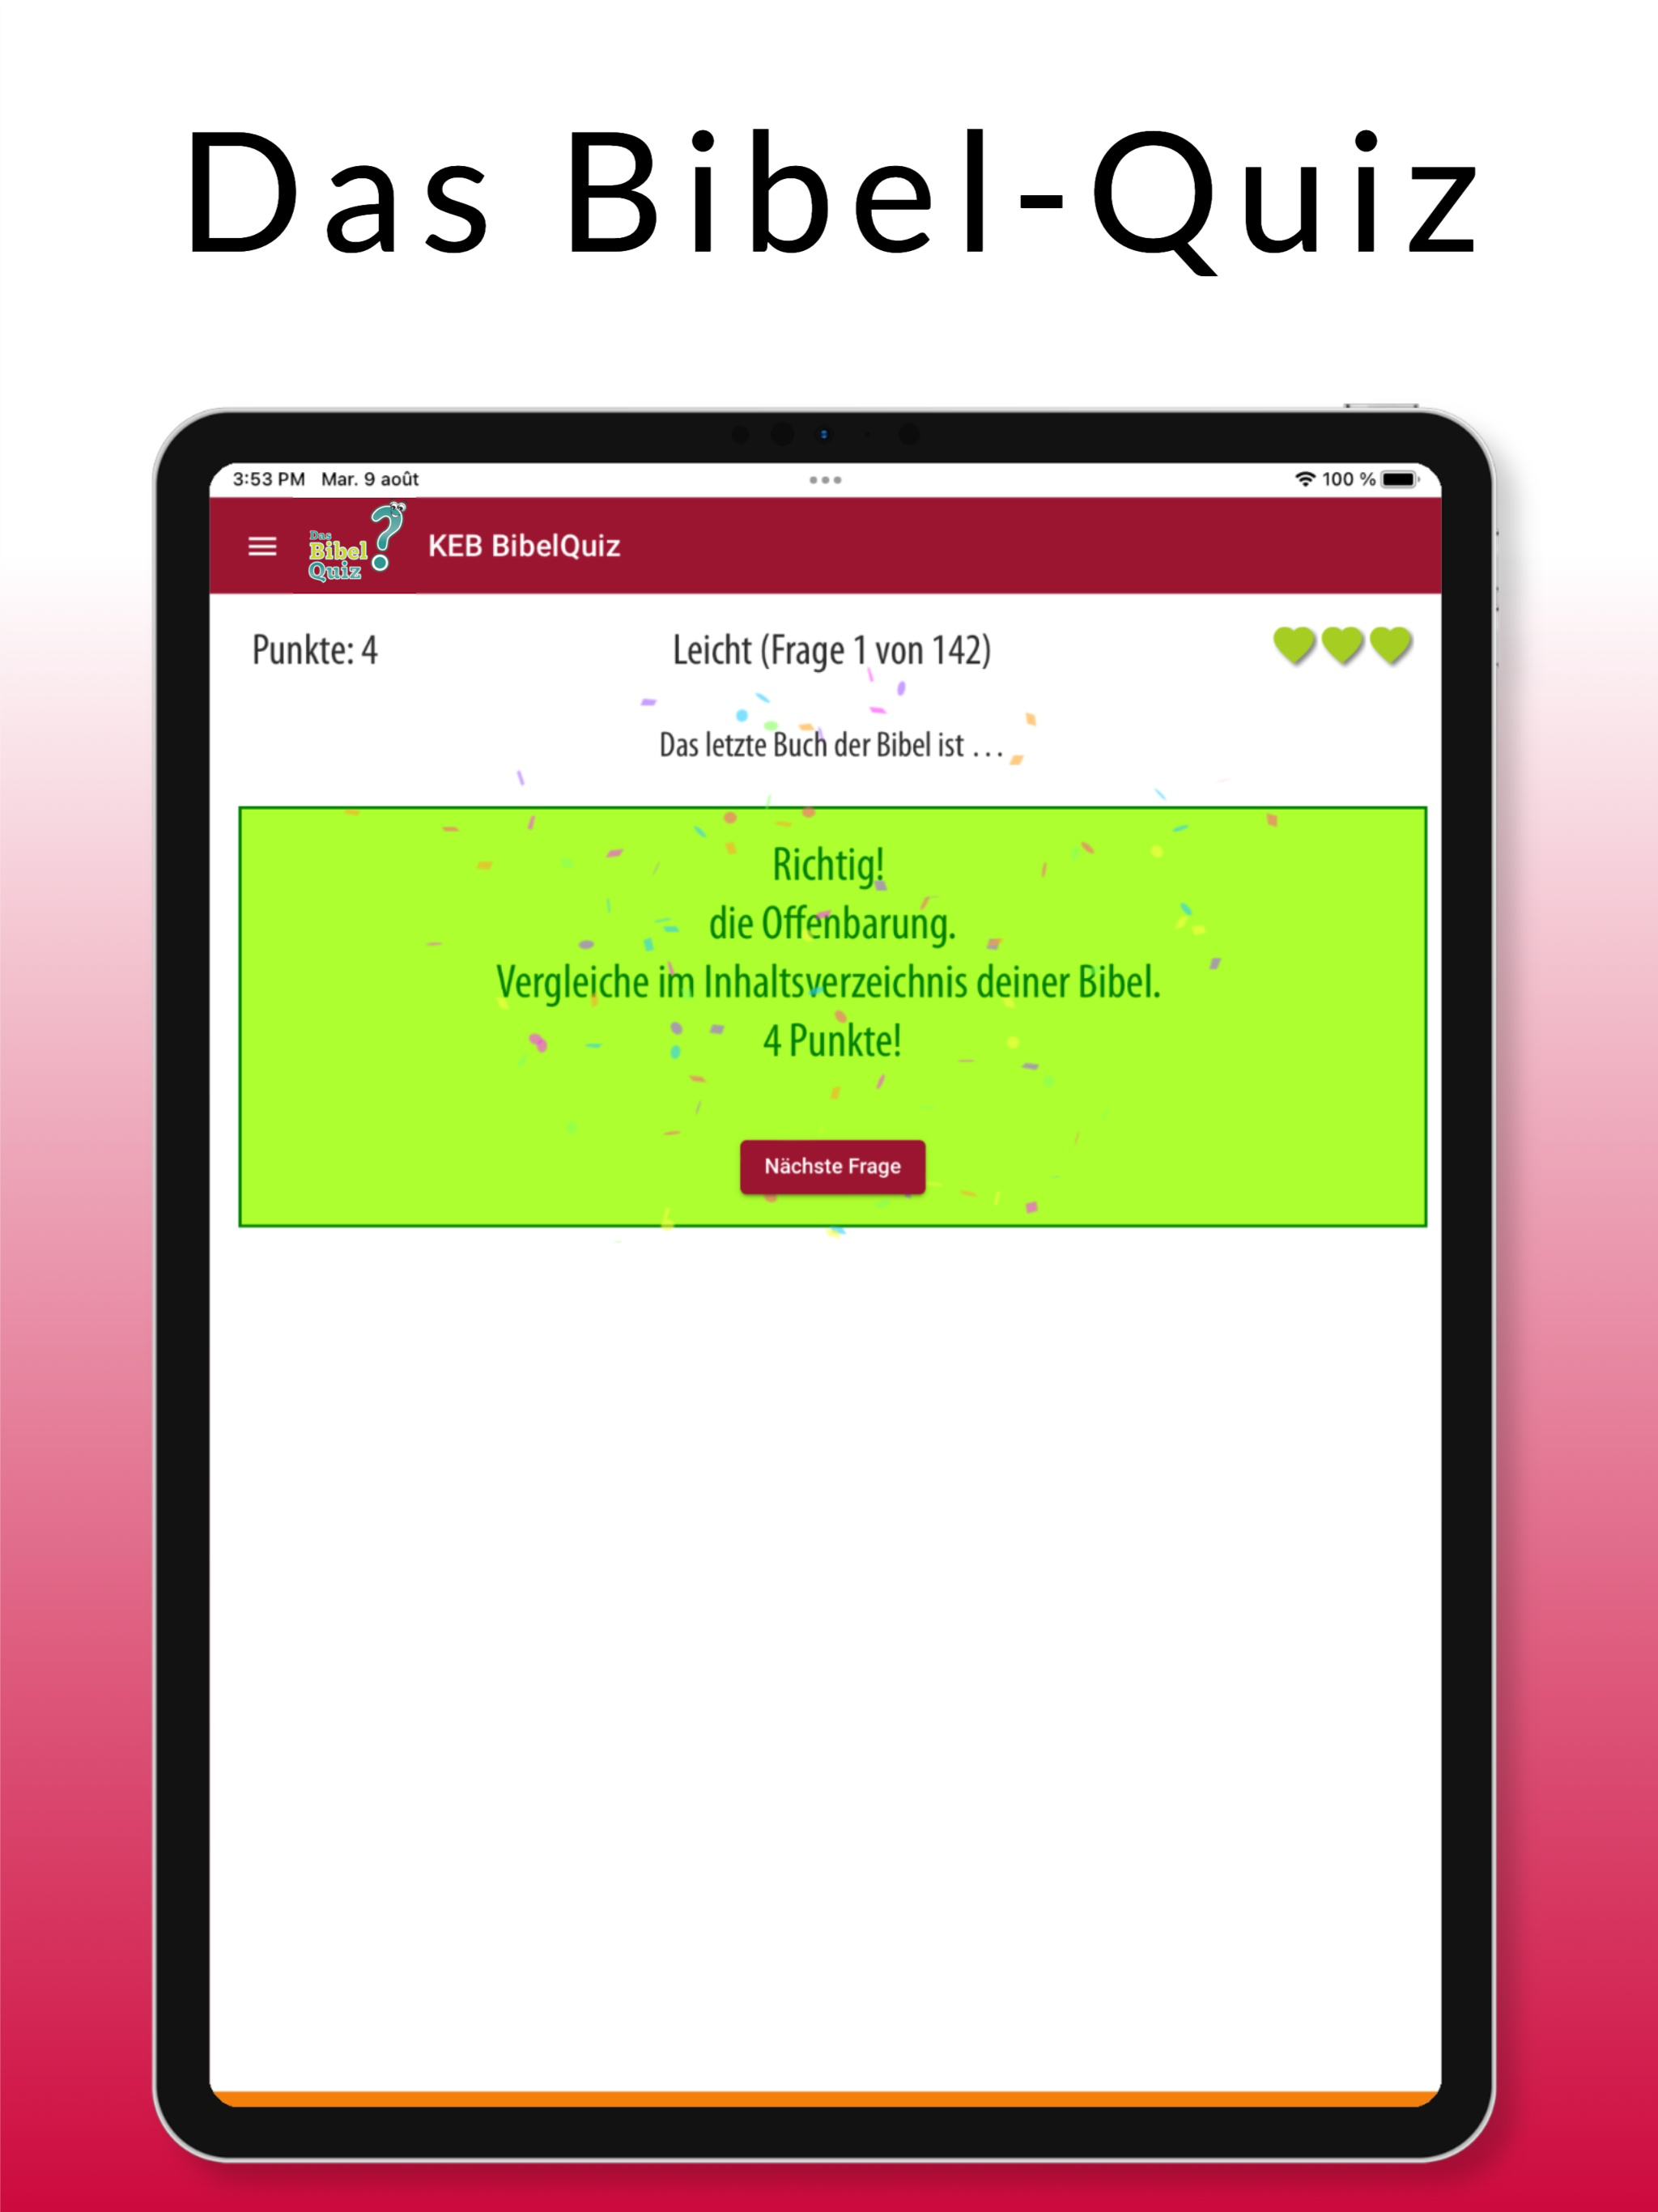 Das Bibel-Quiz
3:53 PM Mar. 9 août
100 %
Das
Bibel
Quiz
?
KEB BibelQuiz
Punkte: 4
Leicht (Frage 1 von 142)
Das letzte Buch der Bibel ist . . .
Richtig!
die Offenbarung.
Vergleiche im Inhaltsverzeichnis deiner Bibel.
4 Punkte!
Nächste Frage